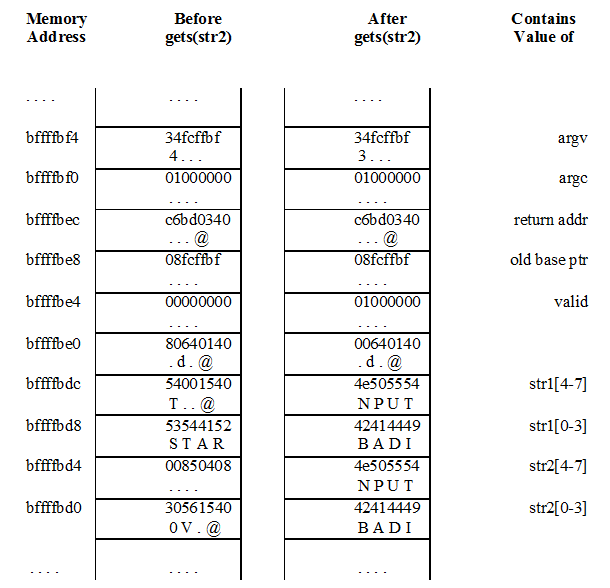 Memory Before After Contains
Address gets(str2) gets(str2) Value of
. . . . . . . . . . . .
bffffbf4 34fcffbf 34fcffbf argv
4 . . . 3 . . .
bffffbf0 01000000 01000000 argc
. . . . . . . .
bffffbec c6bd0340 c6bd0340 return addr
. . . @ . . . @
bffffbe8 08fcffbf 08fcffbf old base ptr
. . . . . . . .
bffffbe4 00000000 01000000 valid
. . . . . . . .
bffffbe0 80640140 00640140
. d . @ . d . @
bffffbdc 54001540 4e505554 str1[4-7]
T . . @ N P U T
bffffbd8 53544152 42414449 str1[0-3]
S T A R B A D I
bffffbd4 00850408 4e505554 str2[4-7]
. . . . N P U T
bffffbd0 30561540 42414449 str2[0-3]
0 V . @ B A D I
. . . . . . . . . . . .